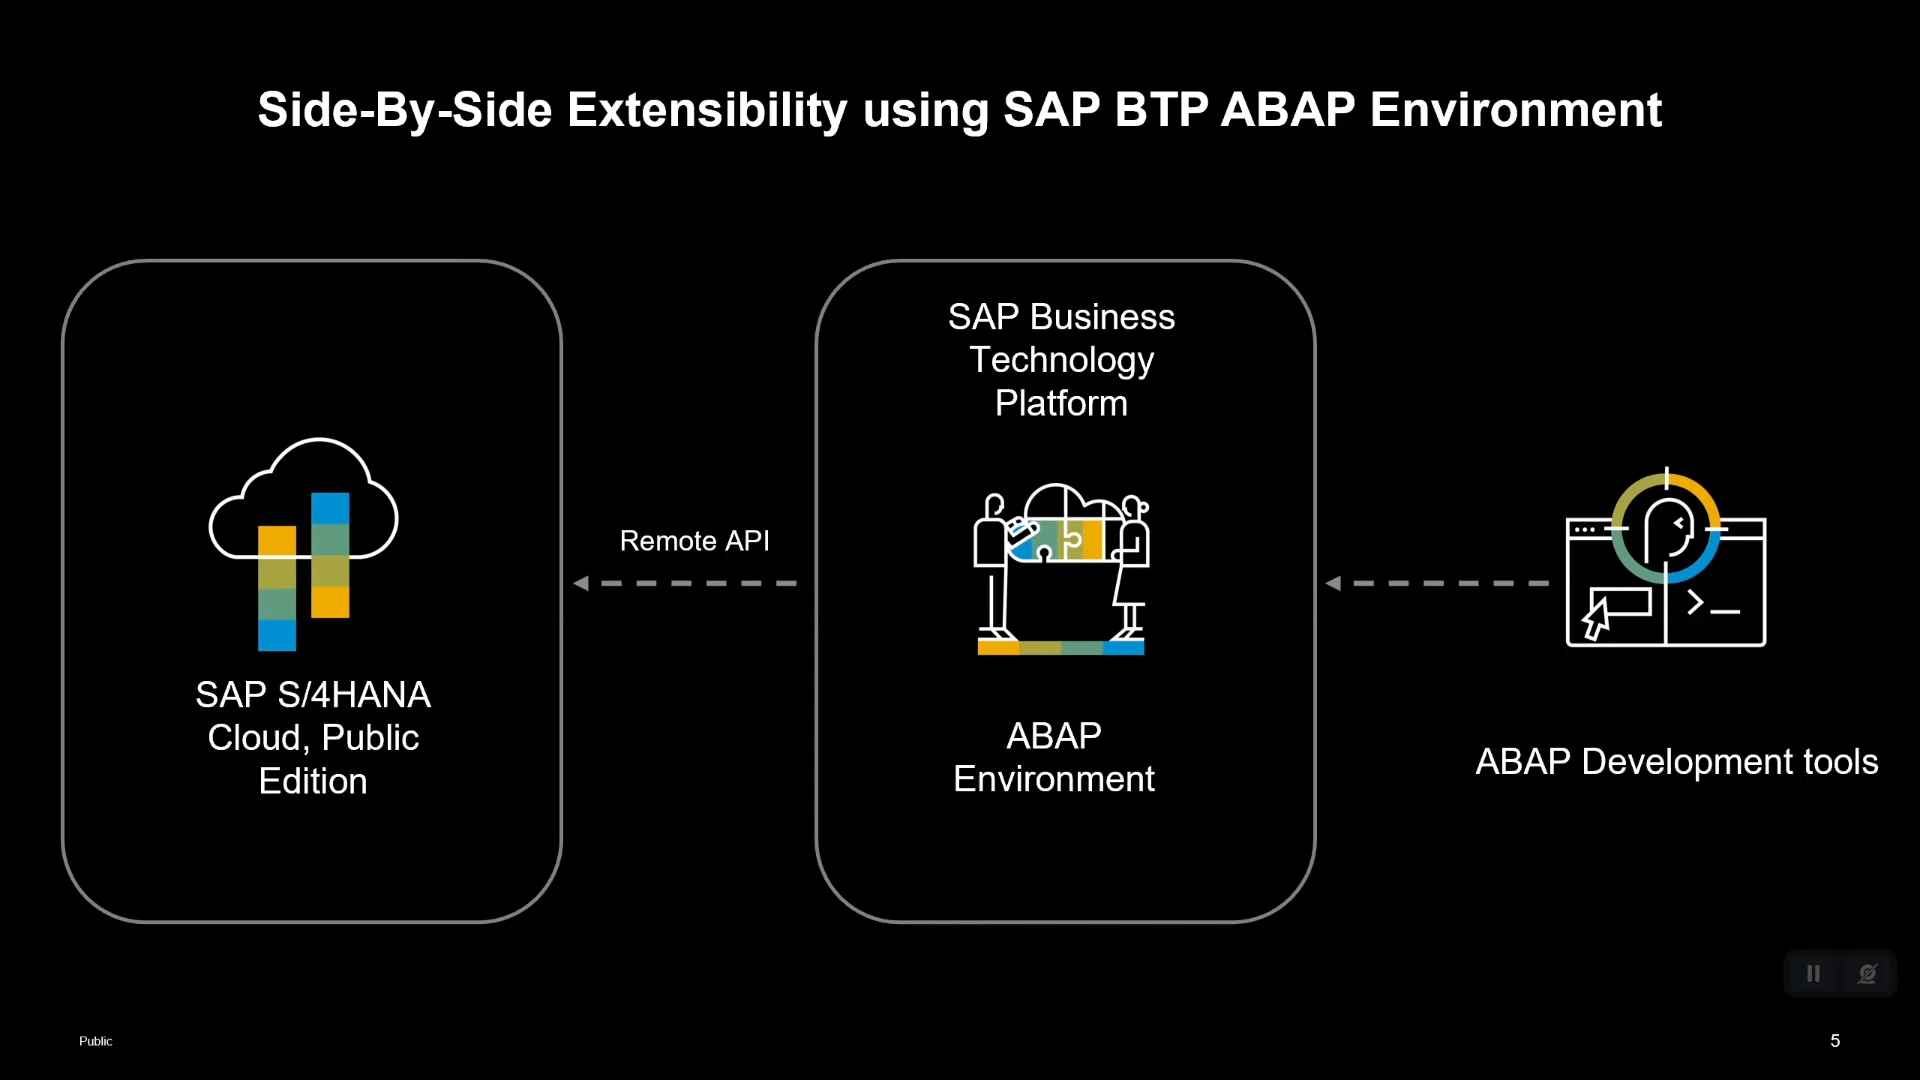 Side-By-Side Extensibility using SAP BTP ABAP Environment
SAP S/4HANA
Cloud, Public
Edition
Remote API
SAP Business
Technology
Platform
ABAP
Environment
ABAP Development tools
Public
5